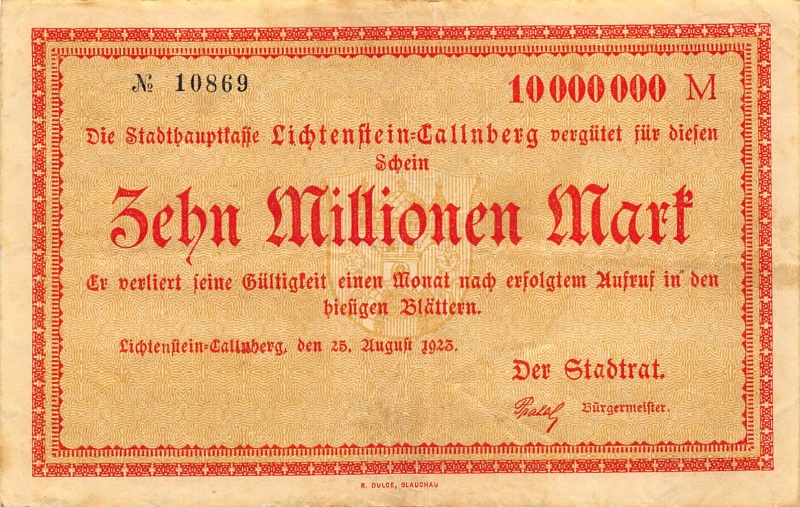 № 10869
10000000 M
Die Stadthauptkasse Lichtenstein=Callnberg vergütet für diesen
Schein
Zehn Millionen Mark
Er verliert seine Gültigkeit einen Monat nach erfolgtem Aufruf in den
hiesigen Blättern.
Lichtenstein=Callnberg, den 25. August 1923.
Der Stadtrat.
Bürgermeister.
R. DULCE, GLAUCHAU